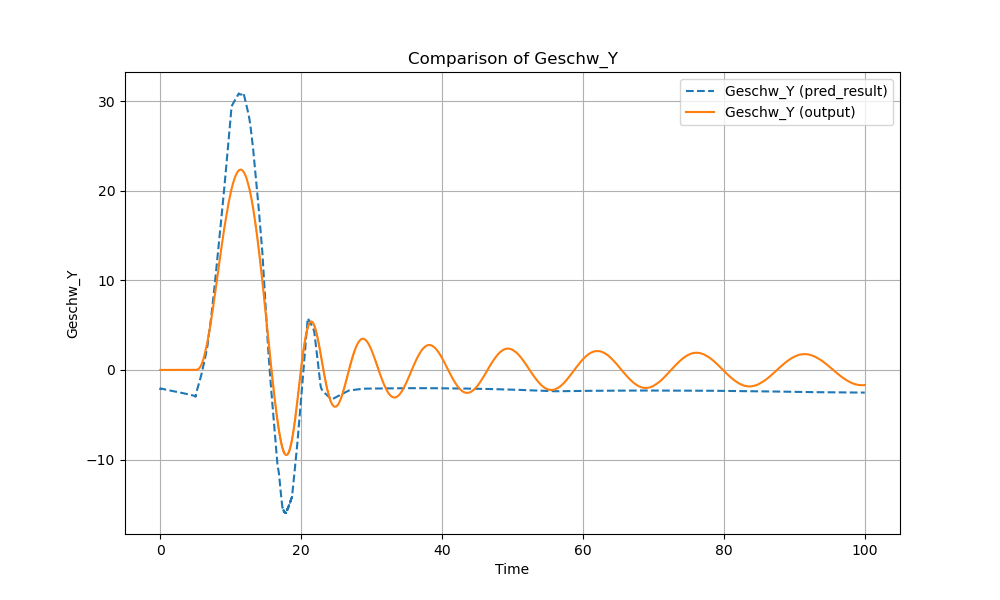 Comparison of Geschw_Y
Geschw_Y (pred_result)
Geschw_Y (output)
Geschw_Y
30
20
10
0
−10
0 20 40 60 80 100
Time